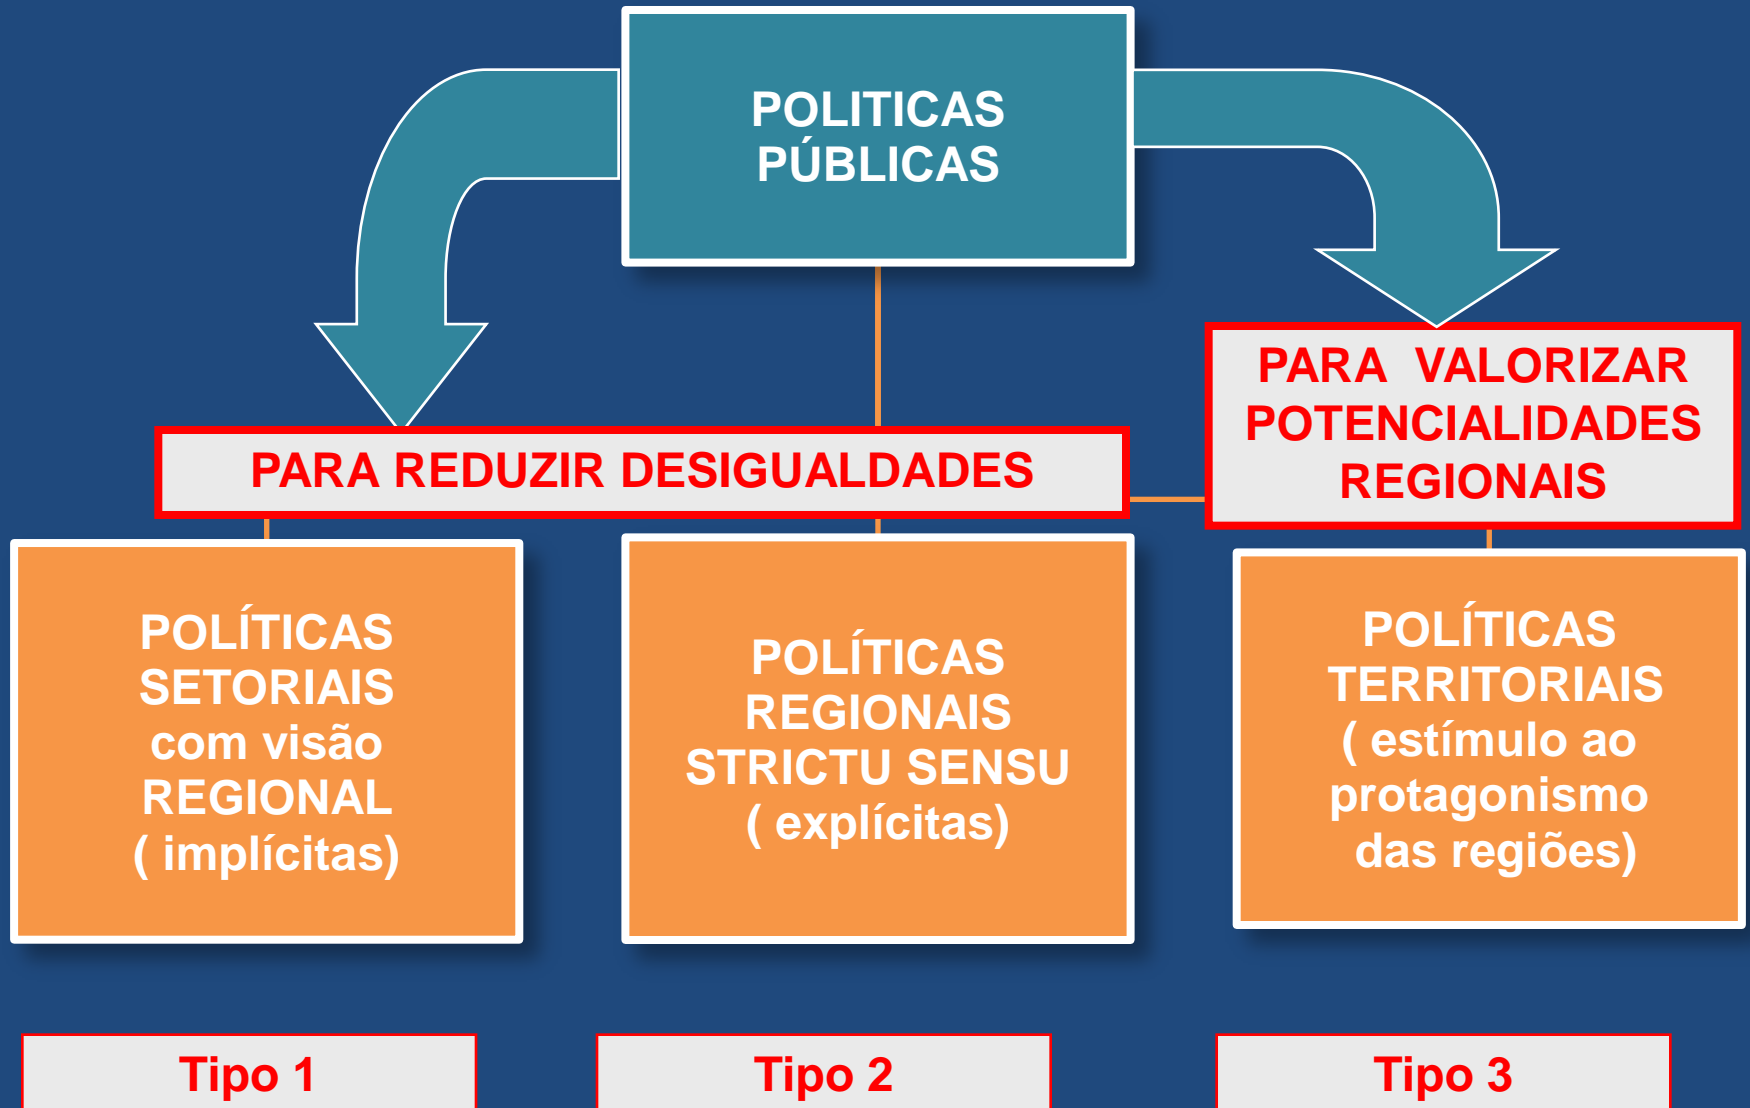 POLITICAS
PÚBLICAS
PARA REDUZIR DESIGUALDADES
PARA VALORIZAR
POTENCIALIDADES
REGIONAIS
POLÍTICAS
SETORIAIS
com visão
REGIONAL
( implícitas)
POLÍTICAS
REGIONAIS
STRICTU SENSU
( explícitas)
POLÍTICAS
TERRITORIAIS
( estímulo ao
protagonismo
das regiões)
Tipo 1
Tipo 2
Tipo 3